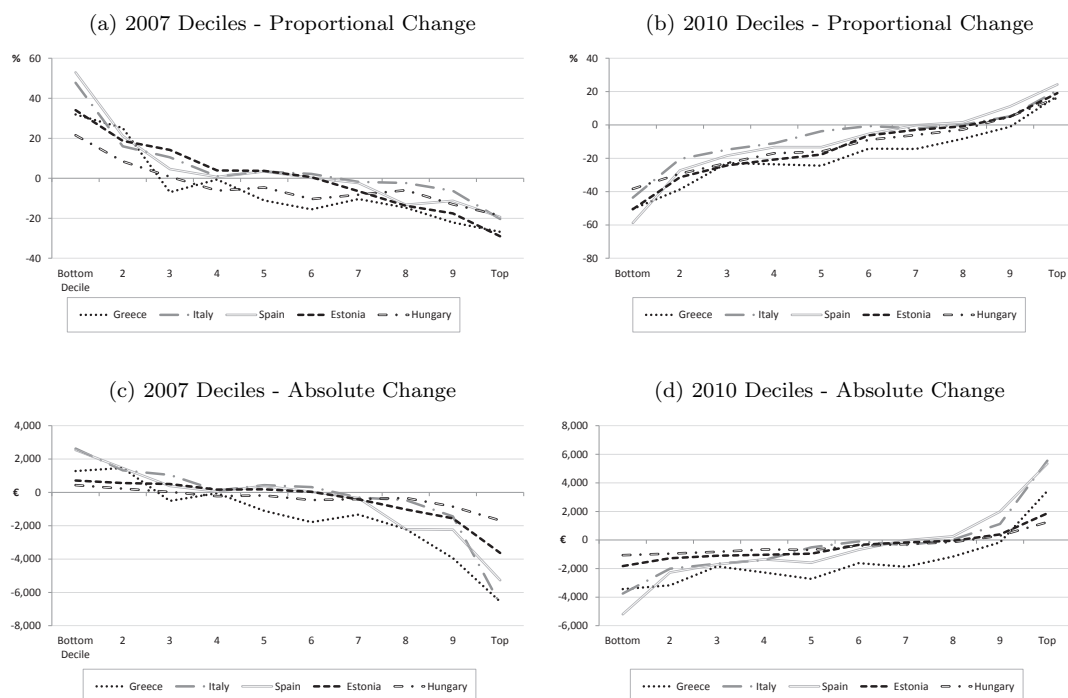 (a) 2007 Deciles - Proportional Change
% 60
40
20
0
-20
-40
Bottom Decile 2 3 4 5 6 7 8 9 Top
Greece Italy Spain Estonia Hungary
(b) 2010 Deciles - Proportional Change
% 40
20
0
-20
-40
-60
-80
Bottom 2 3 4 5 6 7 8 9 Top
Greece Italy Spain Estonia Hungary
(c) 2007 Deciles - Absolute Change
4,000
2,000
€ 0
-2,000
-4,000
-6,000
-8,000
Bottom Decile 2 3 4 5 6 7 8 9 Top
Greece Italy Spain Estonia Hungary
(d) 2010 Deciles - Absolute Change
8,000
6,000
4,000
2,000
€ 0
-2,000
-4,000
-6,000
Bottom 2 3 4 5 6 7 8 9 Top
Greece Italy Spain Estonia Hungary